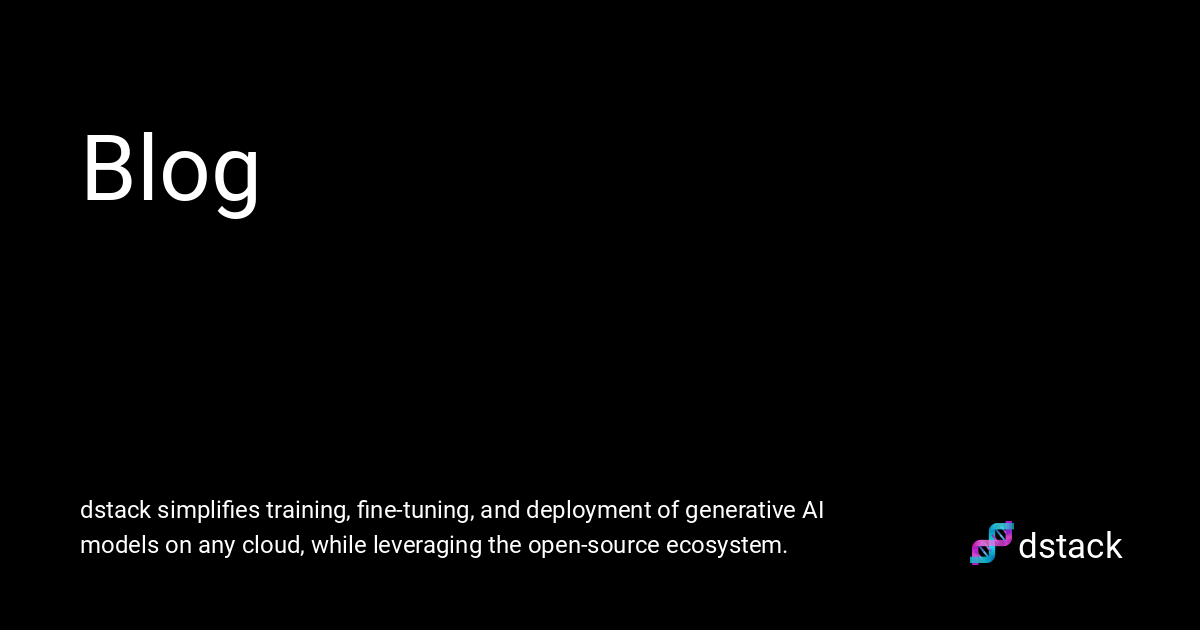 Blog
dstack simplifies training, fine-tuning, and deployment of generative AI
models on any cloud, while leveraging the open-source ecosystem.
dstack